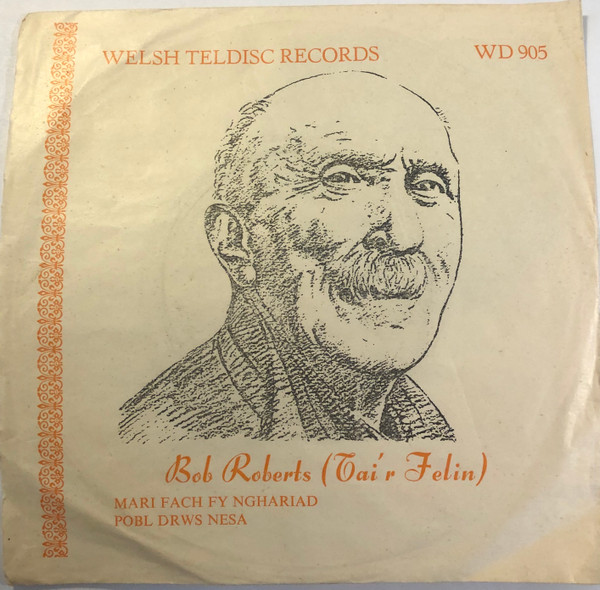 WELSH TELDISC RECORDS WD 905
Bob Roberts (Tai'r Felin)
MARI FACH FY NGHARIAD
POBL DRWS NESA